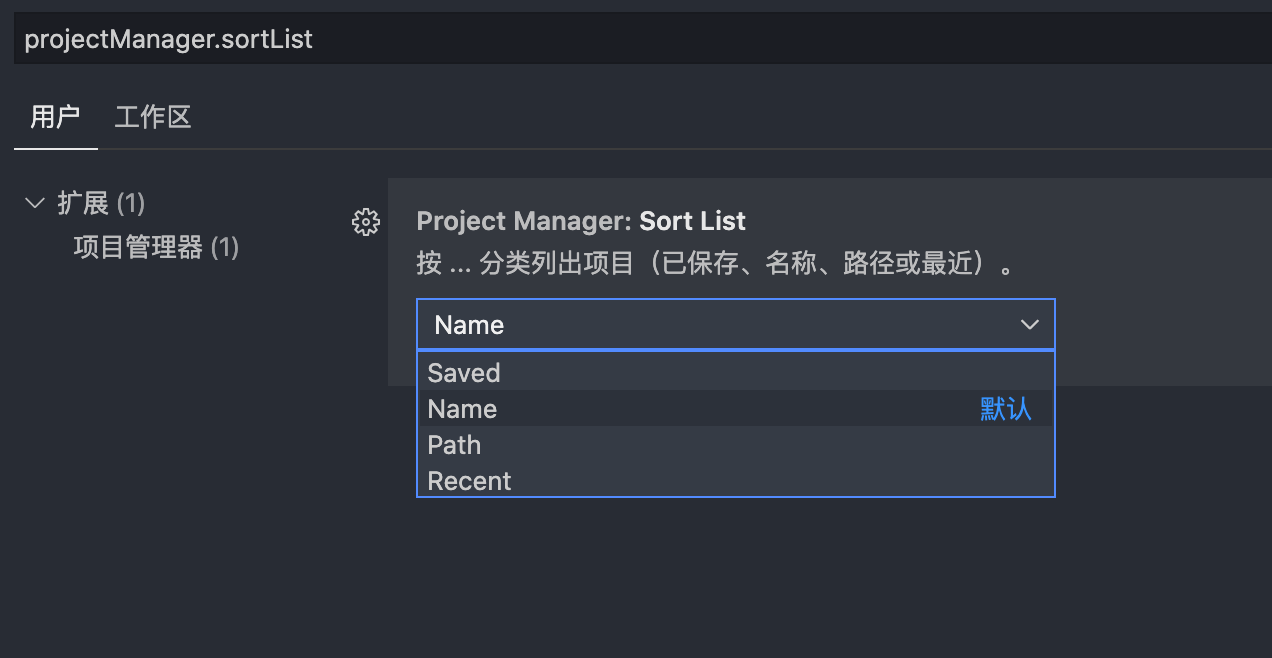 projectManager.sortList
用户 工作区
扩展 (1)
项目管理器 (1)
Project Manager: Sort List
按 ... 分类列出项目（已保存、名称、路径或最近）。
Name
Saved
Name 默认
Path
Recent